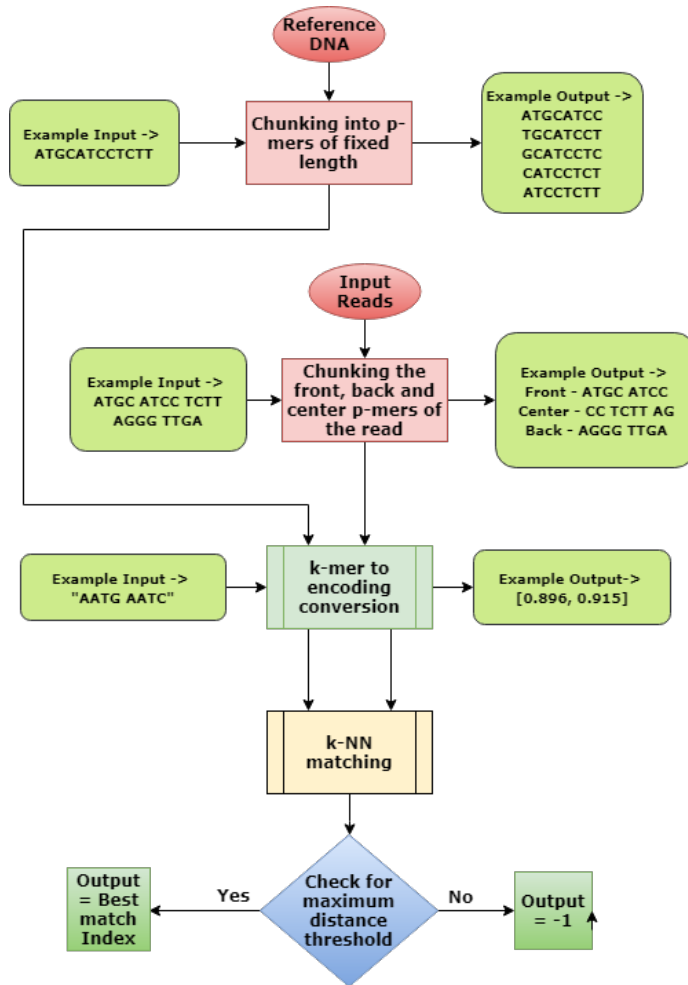 Reference
DNA
Example Input ->
ATGCATCCTCTT
Chunking into p-
mers of fixed
length
Example Output ->
ATGCATCC
TGCATCCT
GCATCCTC
CATCCTCT
ATCCTCTT
Input
Reads
Example Input ->
ATGC ATCC TCTT
AGGG TTGA
Chunking the
front, back and
center p-mers of
the read
Example Output ->
Front - ATGC ATCC
Center - CC TCTT AG
Back - AGGG TTGA
Example Input ->
"AATG AATC"
k-mer to
encoding
conversion
Example Output->
[0.896, 0.915]
k-NN
matching
Check for
maximum
distance
threshold
Yes
No
Output
= Best
match
Index
Output
= -1